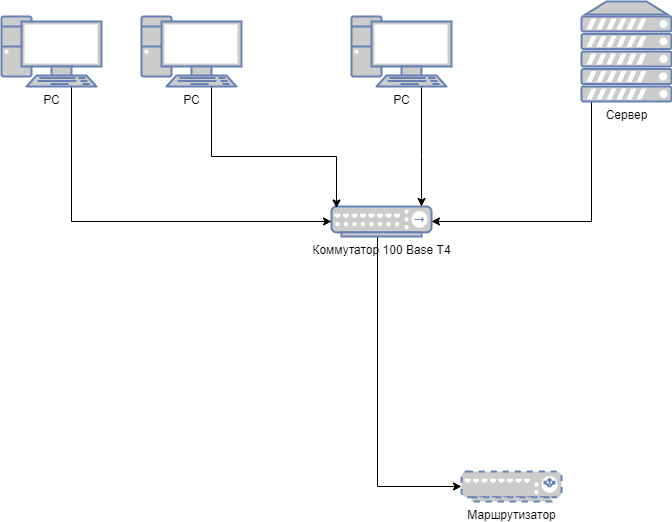 PC
PC
PC
Сервер
Коммутатор 100 Base T4
Маршрутизатор